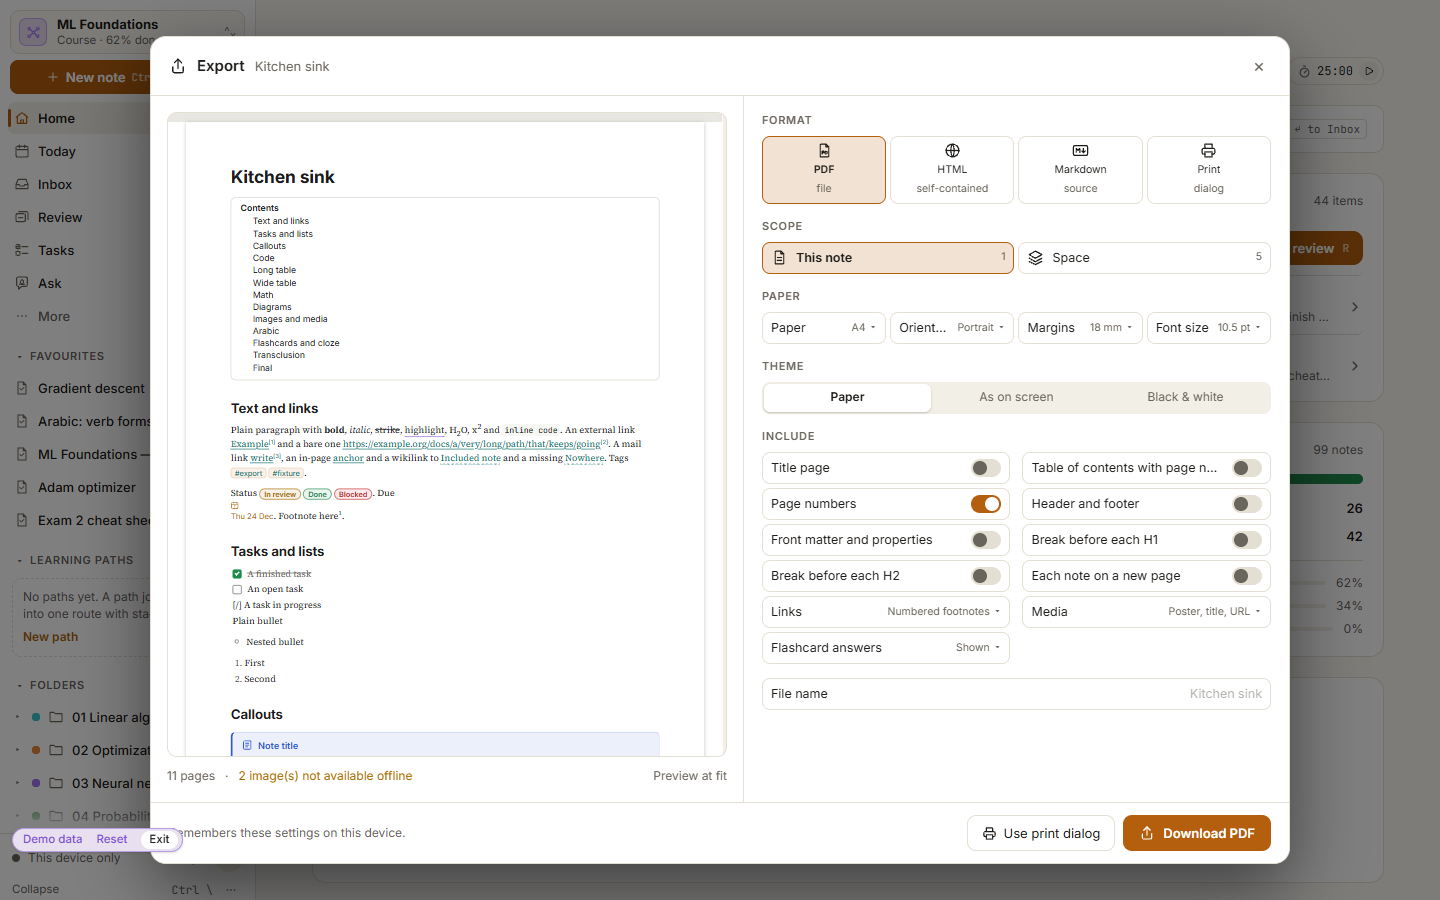 ML Foundations
Course · 62% don
New note Ctr
Home
Today
Inbox
Review
Tasks
Ask
More
FAVOURITES
Gradient descent
Arabic: verb forms
ML Foundations —
Adam optimizer
Exam 2 cheat shee
LEARNING PATHS
No paths yet. A path jo
into one route with sta
New path
FOLDERS
01 Linear alg
02 Optimizat
03 Neural ne
04 Probabilit
Demo data Reset Exit
This device only
Collapse Ctrl \ ...
Export Kitchen sink
Kitchen sink
Contents
Text and links
Tasks and lists
Callouts
Code
Long table
Wide table
Math
Diagrams
Images and media
Arabic
Flashcards and cloze
Transclusion
Final
Text and links
Plain paragraph with bold, italic, strike, highlight, H2O, x2 and inline code. An external link
Example[1] and a bare one https://example.org/docs/a/very/long/path/that/keeps/going[2]. A mail
link write[3], an in-page anchor and a wikilink to Included note and a missing Nowhere. Tags
#export #fixture.
Status In review Done Blocked. Due
Thu 24 Dec. Footnote here1.
Tasks and lists
A finished task
An open task
[/] A task in progress
Plain bullet
Nested bullet
1. First
2. Second
Callouts
Note title
11 pages · 2 image(s) not available offline Preview at fit
FORMAT
PDF
file
HTML
self-contained
Markdown
source
Print
dialog
SCOPE
This note 1
Space 5
PAPER
Paper A4
Orient... Portrait
Margins 18 mm
Font size 10.5 pt
THEME
Paper As on screen Black & white
INCLUDE
Title page
Table of contents with page n...
Page numbers
Header and footer
Front matter and properties
Break before each H1
Break before each H2
Each note on a new page
Links Numbered footnotes
Media Poster, title, URL
Flashcard answers Shown
File name Kitchen sink
emembers these settings on this device.
Use print dialog
Download PDF
25:00
⏎ to Inbox
44 items
review R
inish ...
cheat...
99 notes
26
42
62%
34%
0%